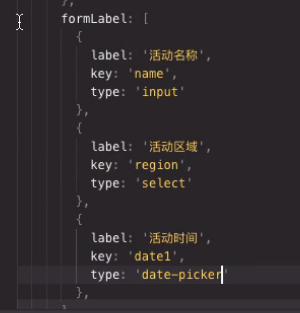 },
formLabel: [
{
label: '活动名称',
key: 'name',
type: 'input'
},
{
label: '活动区域',
key: 'region',
type: 'select'
},
{
label: '活动时间',
key: 'date1',
type: 'date-picker'
},
]